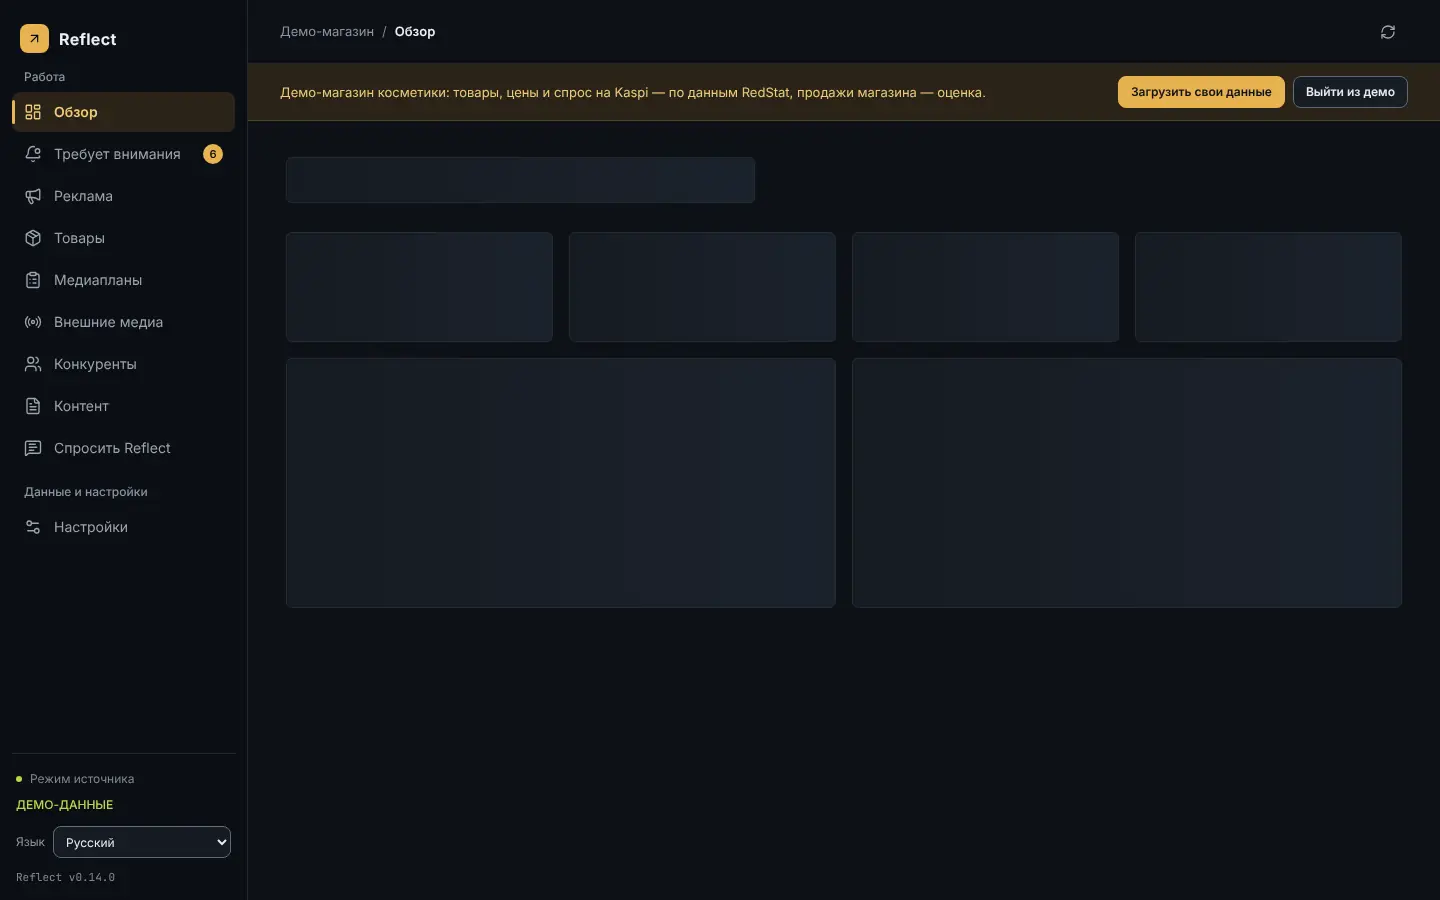 Reflect
Работа
Обзор
Требует внимания 6
Реклама
Товары
Медиапланы
Внешние медиа
Конкуренты
Контент
Спросить Reflect
Данные и настройки
Настройки
Режим источника
ДЕМО-ДАННЫЕ
Язык Русский
Reflect v0.14.0
Демо-магазин / Обзор
Демо-магазин косметики: товары, цены и спрос на Kaspi — по данным RedStat, продажи магазина — оценка.
Загрузить свои данные
Выйти из демо